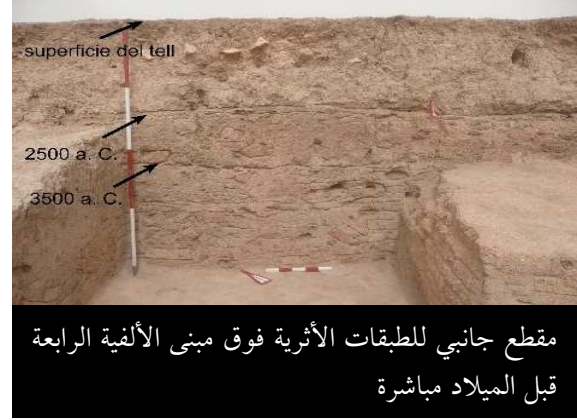 superficie del tell
2500 a. C.
3500 a. C.
مقطع جانبي للطبقات الأثرية فوق مبنى الألفية الرابعة
قبل الميلاد مباشرة